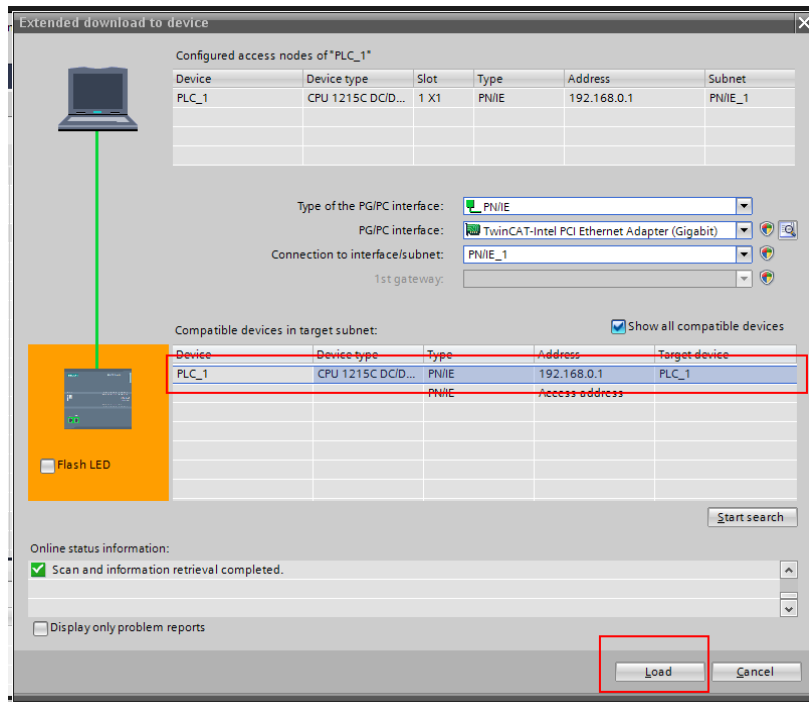 Extended download to device
Configured access nodes of "PLC_1"
Device Device type Slot Type Address Subnet
PLC_1 CPU 1215C DC/D... 1 X1 PN/IE 192.168.0.1 PN/IE_1
Type of the PG/PC interface: PN/IE
PG/PC interface: TwinCAT-Intel PCI Ethernet Adapter (Gigabit)
Connection to interface/subnet: PN/IE_1
1st gateway:
Compatible devices in target subnet: Show all compatible devices
Device Device type Type Address Target device
PLC_1 CPU 1215C DC/D... PN/IE 192.168.0.1 PLC_1
PN/IE Access address
Flash LED
Start search
Online status information:
Scan and information retrieval completed.
Display only problem reports
Load Cancel